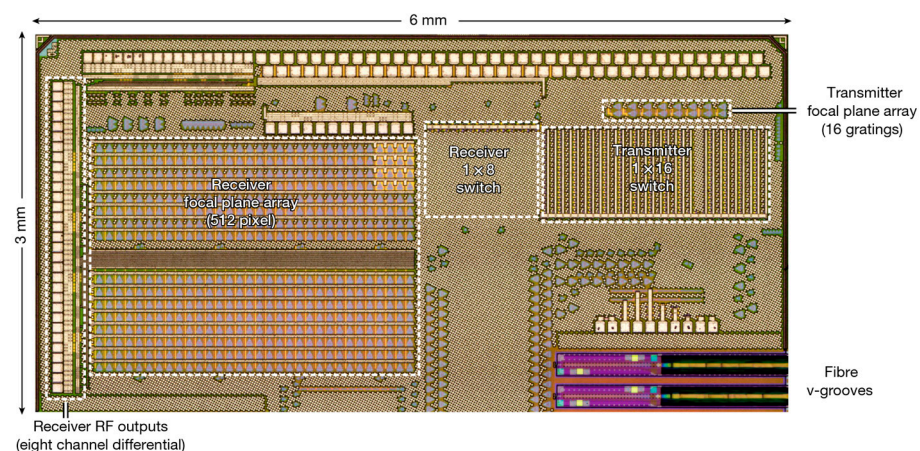 6 mm
3 mm
Transmitter
focal plane array
(16 gratings)
Receiver
1 × 8
switch
Transmitter
1 × 16
switch
Receiver
focal-plane array
(512 pixel)
Fibre
v-grooves
Receiver RF outputs
(eight channel differential)